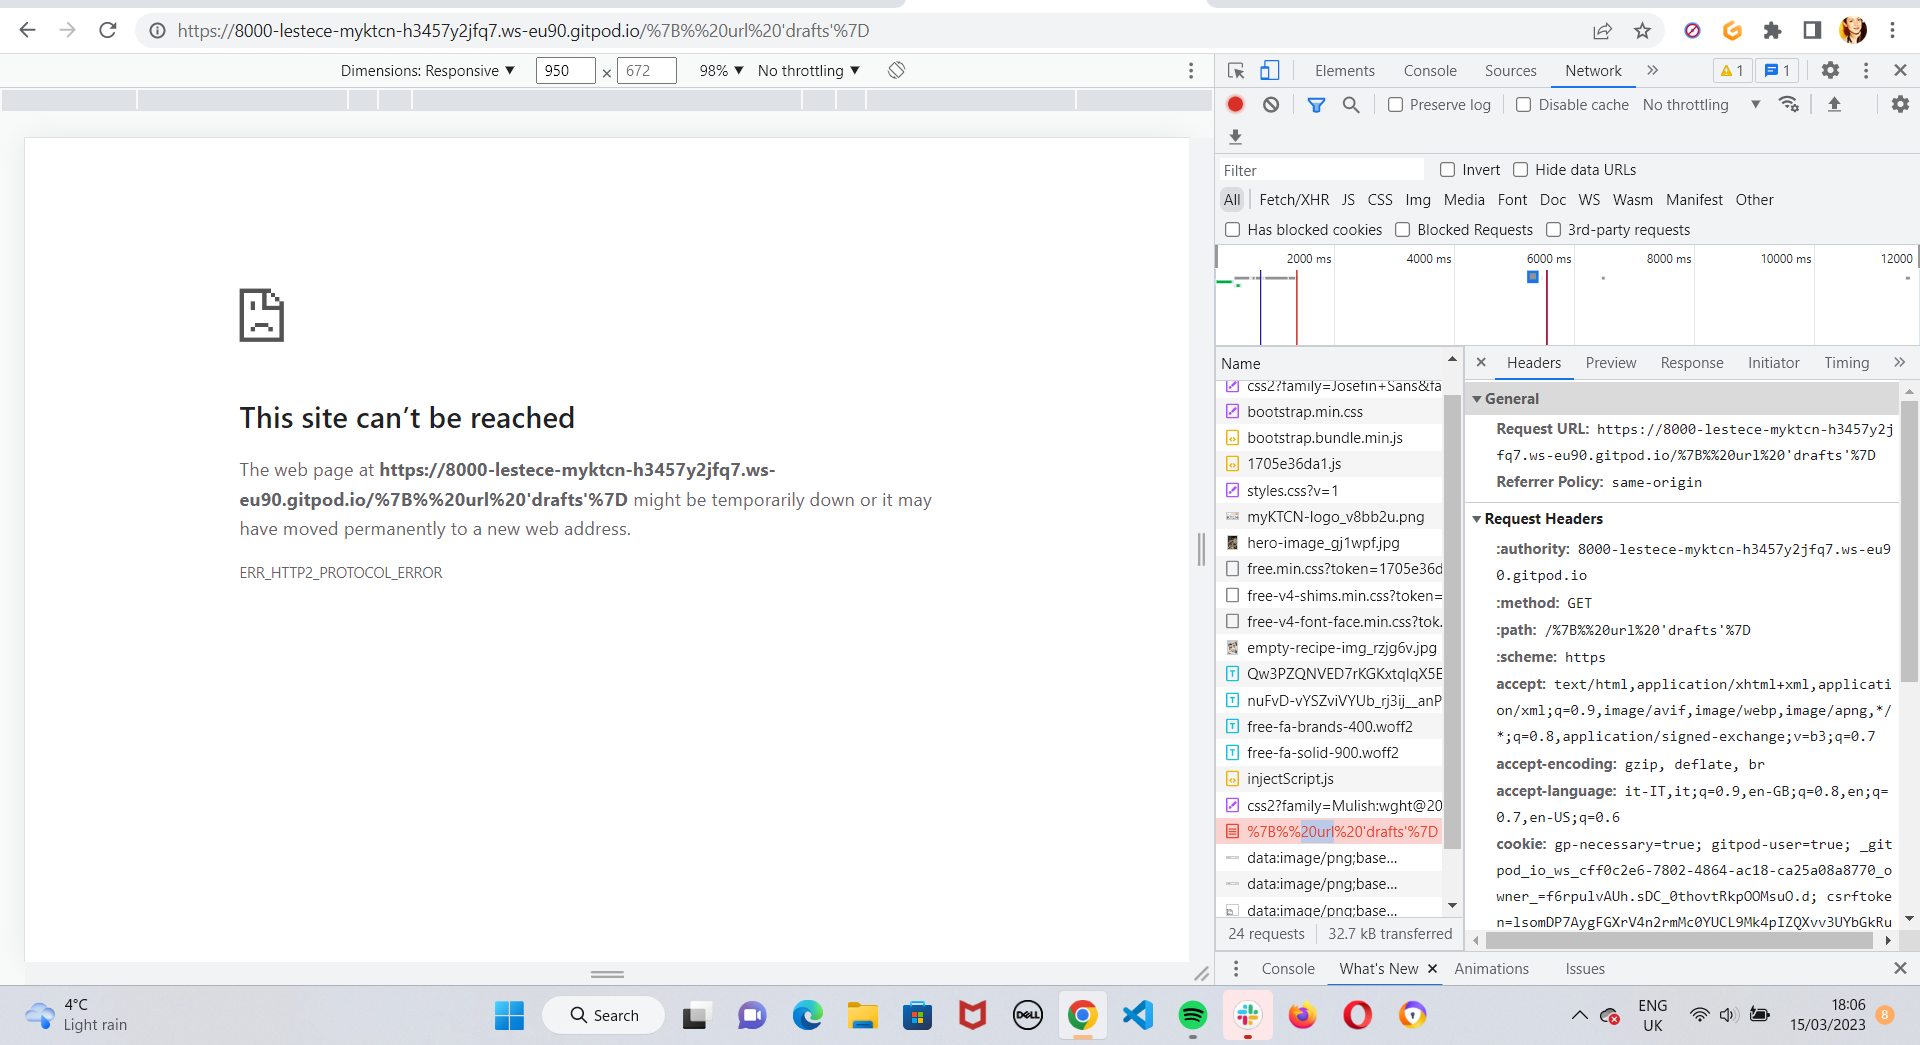 https://8000-lestece-myktcn-h3457y2jfq7.ws-eu90.gitpod.io/%7B%%20url%20'drafts'%7D
Dimensions: Responsive ▼ 950 × 672 98% ▼ No throttling ▼
Elements Console Sources Network » 1 1
Preserve log Disable cache No throttling ▼
Filter Invert Hide data URLs
All Fetch/XHR JS CSS Img Media Font Doc WS Wasm Manifest Other
Has blocked cookies Blocked Requests 3rd-party requests
2000 ms 4000 ms 6000 ms 8000 ms 10000 ms 12000
This site can’t be reached
The web page at https://8000-lestece-myktcn-h3457y2jfq7.ws-
eu90.gitpod.io/%7B%%20url%20'drafts'%7D might be temporarily down or it may
have moved permanently to a new web address.
ERR_HTTP2_PROTOCOL_ERROR
Name
css2?family=Josefin+Sans&fa
bootstrap.min.css
bootstrap.bundle.min.js
1705e36da1.js
styles.css?v=1
myKTCN-logo_v8bb2u.png
hero-image_gj1wpf.jpg
free.min.css?token=1705e36d
free-v4-shims.min.css?token=
free-v4-font-face.min.css?tok.
empty-recipe-img_rzjg6v.jpg
Qw3PZQNVED7rKGKxtqIqX5E
nuFvD-vYSZviVYUb_rj3ij__anP
free-fa-brands-400.woff2
free-fa-solid-900.woff2
injectScript.js
css2?family=Mulish:wght@20
%7B%%20url%20'drafts'%7D
data:image/png;base...
data:image/png;base...
data:image/png;base...
24 requests 32.7 kB transferred
Headers Preview Response Initiator Timing »
General
Request URL: https://8000-lestece-myktcn-h3457y2j
fq7.ws-eu90.gitpod.io/%7B%%20url%20'drafts'%7D
Referrer Policy: same-origin
Request Headers
:authority: 8000-lestece-myktcn-h3457y2jfq7.ws-eu9
0.gitpod.io
:method: GET
:path: /%7B%%20url%20'drafts'%7D
:scheme: https
accept: text/html,application/xhtml+xml,applicati
on/xml;q=0.9,image/avif,image/webp,image/apng,*/
*;q=0.8,application/signed-exchange;v=b3;q=0.7
accept-encoding: gzip, deflate, br
accept-language: it-IT,it;q=0.9,en-GB;q=0.8,en;q=
0.7,en-US;q=0.6
cookie: gp-necessary=true; gitpod-user=true; _git
pod_io_ws_cff0c2e6-7802-4864-ac18-ca25a08a8770_o
wner_=f6rpulvAUh.sDC_0thovtRkpOOMsuO.d; csrftoke
n=lsomDP7AygFGXrV4n2rmMc0YUCL9Mk4pIZQXvv3UYbGkRu
Console What's New Animations Issues
4°C
Light rain
Search
DELL
ENG
UK
18:06
15/03/2023
8